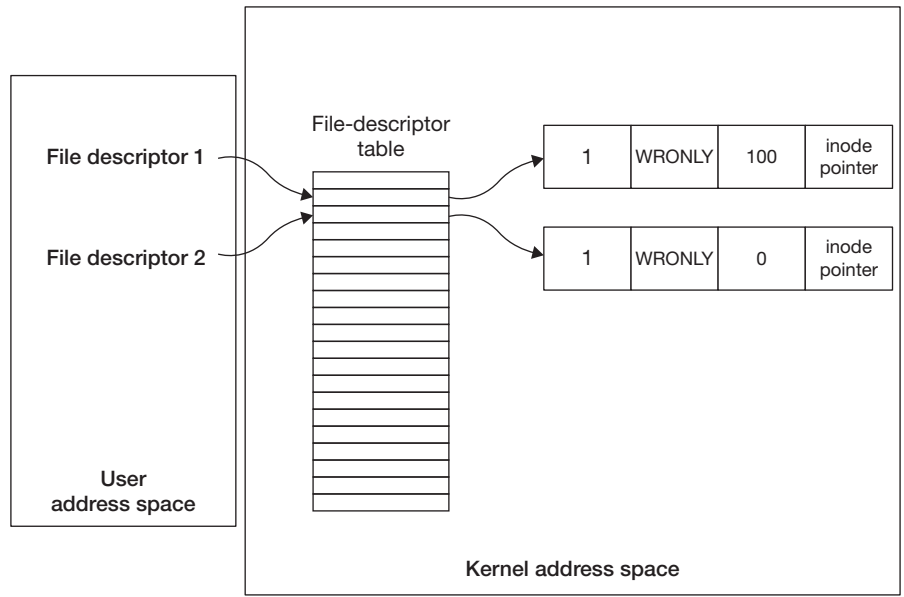 File-descriptor
table
File descriptor 1
1
WRONLY
100
inode
pointer
File descriptor 2
1
WRONLY
0
inode
pointer
User
address space
Kernel address space